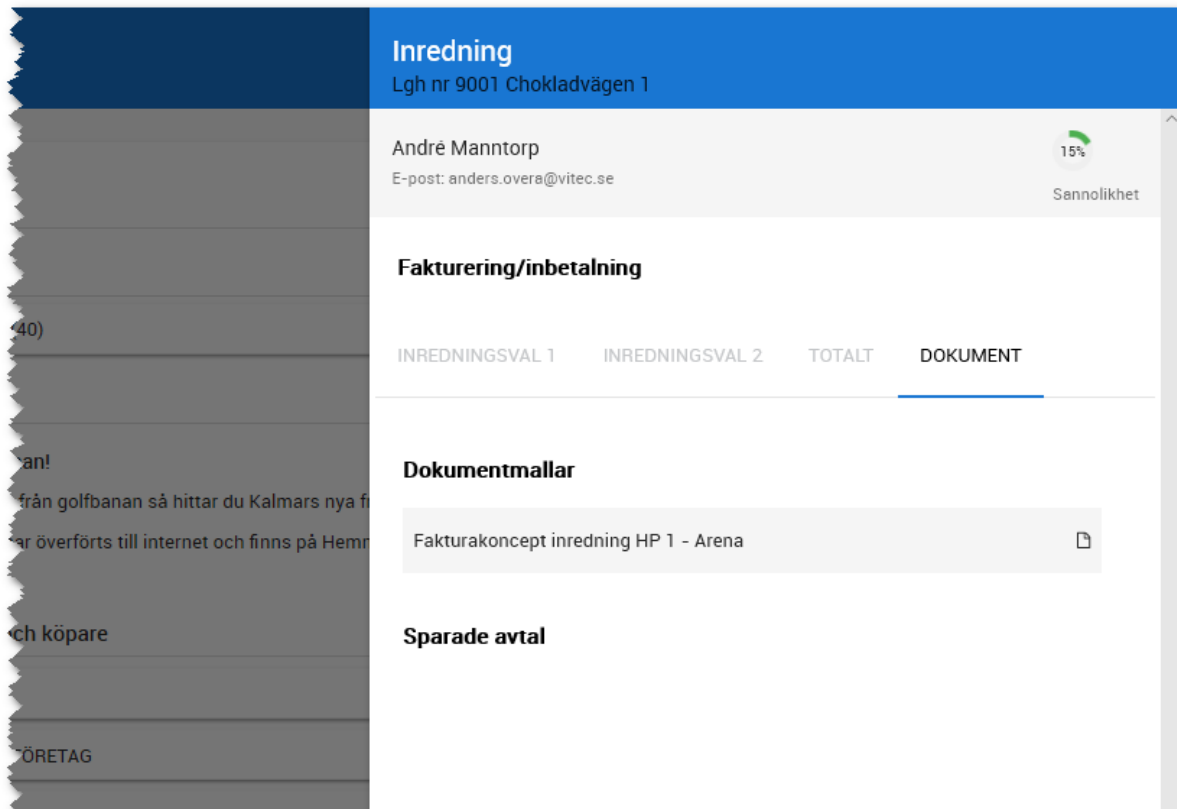 Inredning
Lgh nr 9001 Chokladvägen 1
André Manntorp
E-post: anders.overa@vitec.se
15%
Sannolikhet
Fakturering/inbetalning
INREDNINGSVAL 1 INREDNINGSVAL 2 TOTALT DOKUMENT
Dokumentmallar
Fakturakoncept inredning HP 1 - Arena
Sparade avtal
40)
an!
från golfbanan så hittar du Kalmars nya
ar överförts till internet och finns på
ch köpare
ÖRETAG